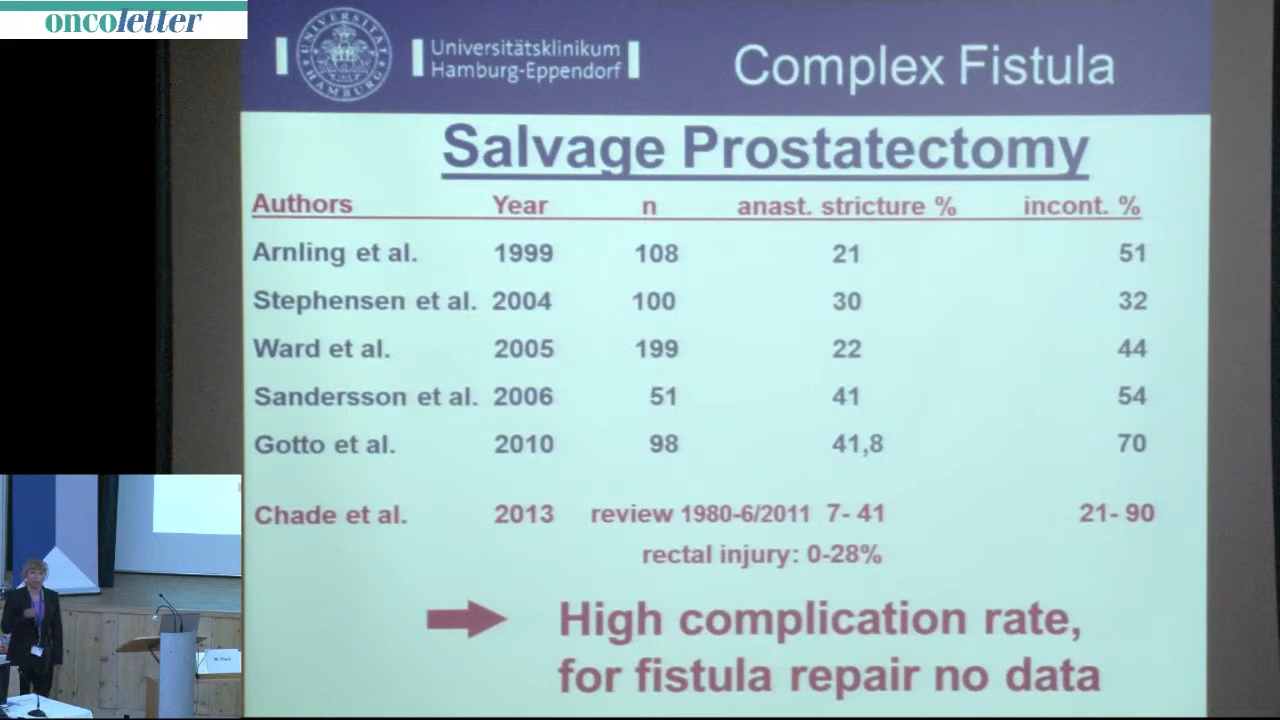 oncoletter
Universitätsklinikum
Hamburg-Eppendorf
Complex Fistula
Salvage Prostatectomy
Authors Year n anast. stricture % incont. %
Arnling et al. 1999 108 21 51
Stephensen et al. 2004 100 30 32
Ward et al. 2005 199 22 44
Sandersson et al. 2006 51 41 54
Gotto et al. 2010 98 41,8 70
Chade et al. 2013 review 1980-6/2011 7- 41 21- 90
rectal injury: 0-28%
High complication rate,
for fistula repair no data